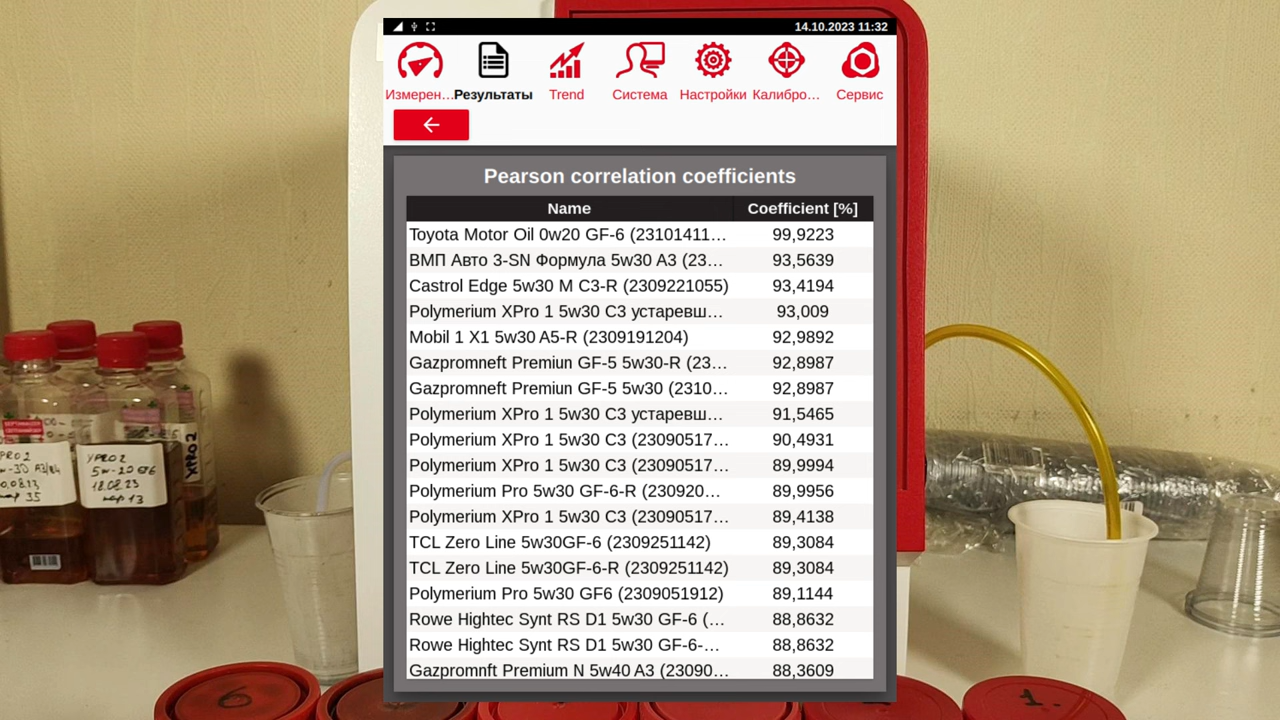 14.10.2023 11:32
Измерен... Результаты Trend Система Настройки Калибро... Сервис
Pearson correlation coefficients
Name Coefficient [%]
Toyota Motor Oil 0w20 GF-6 (23101411... 99,9223
ВМП Авто 3-SN Формула 5w30 A3 (23... 93,5639
Castrol Edge 5w30 M C3-R (2309221055) 93,4194
Polymerium XPro 1 5w30 C3 устаревш... 93,009
Mobil 1 X1 5w30 A5-R (2309191204) 92,9892
Gazpromneft Premiun GF-5 5w30-R (23... 92,8987
Gazpromneft Premiun GF-5 5w30 (2310... 92,8987
Polymerium XPro 1 5w30 C3 устаревш... 91,5465
Polymerium XPro 1 5w30 C3 (23090517... 90,4931
Polymerium XPro 1 5w30 C3 (23090517... 89,9994
Polymerium Pro 5w30 GF-6-R (230920... 89,9956
Polymerium XPro 1 5w30 C3 (23090517... 89,4138
TCL Zero Line 5w30GF-6 (2309251142) 89,3084
TCL Zero Line 5w30GF-6-R (2309251142) 89,3084
Polymerium Pro 5w30 GF6 (2309051912) 89,1144
Rowe Hightec Synt RS D1 5w30 GF-6 (... 88,8632
Rowe Hightec Synt RS D1 5w30 GF-6-... 88,8632
Gazpromnft Premium N 5w40 A3 (23090... 88,3609
XPRO2
5w-20 GF6
18.08.23
нар 13
XPRO2
6
1.